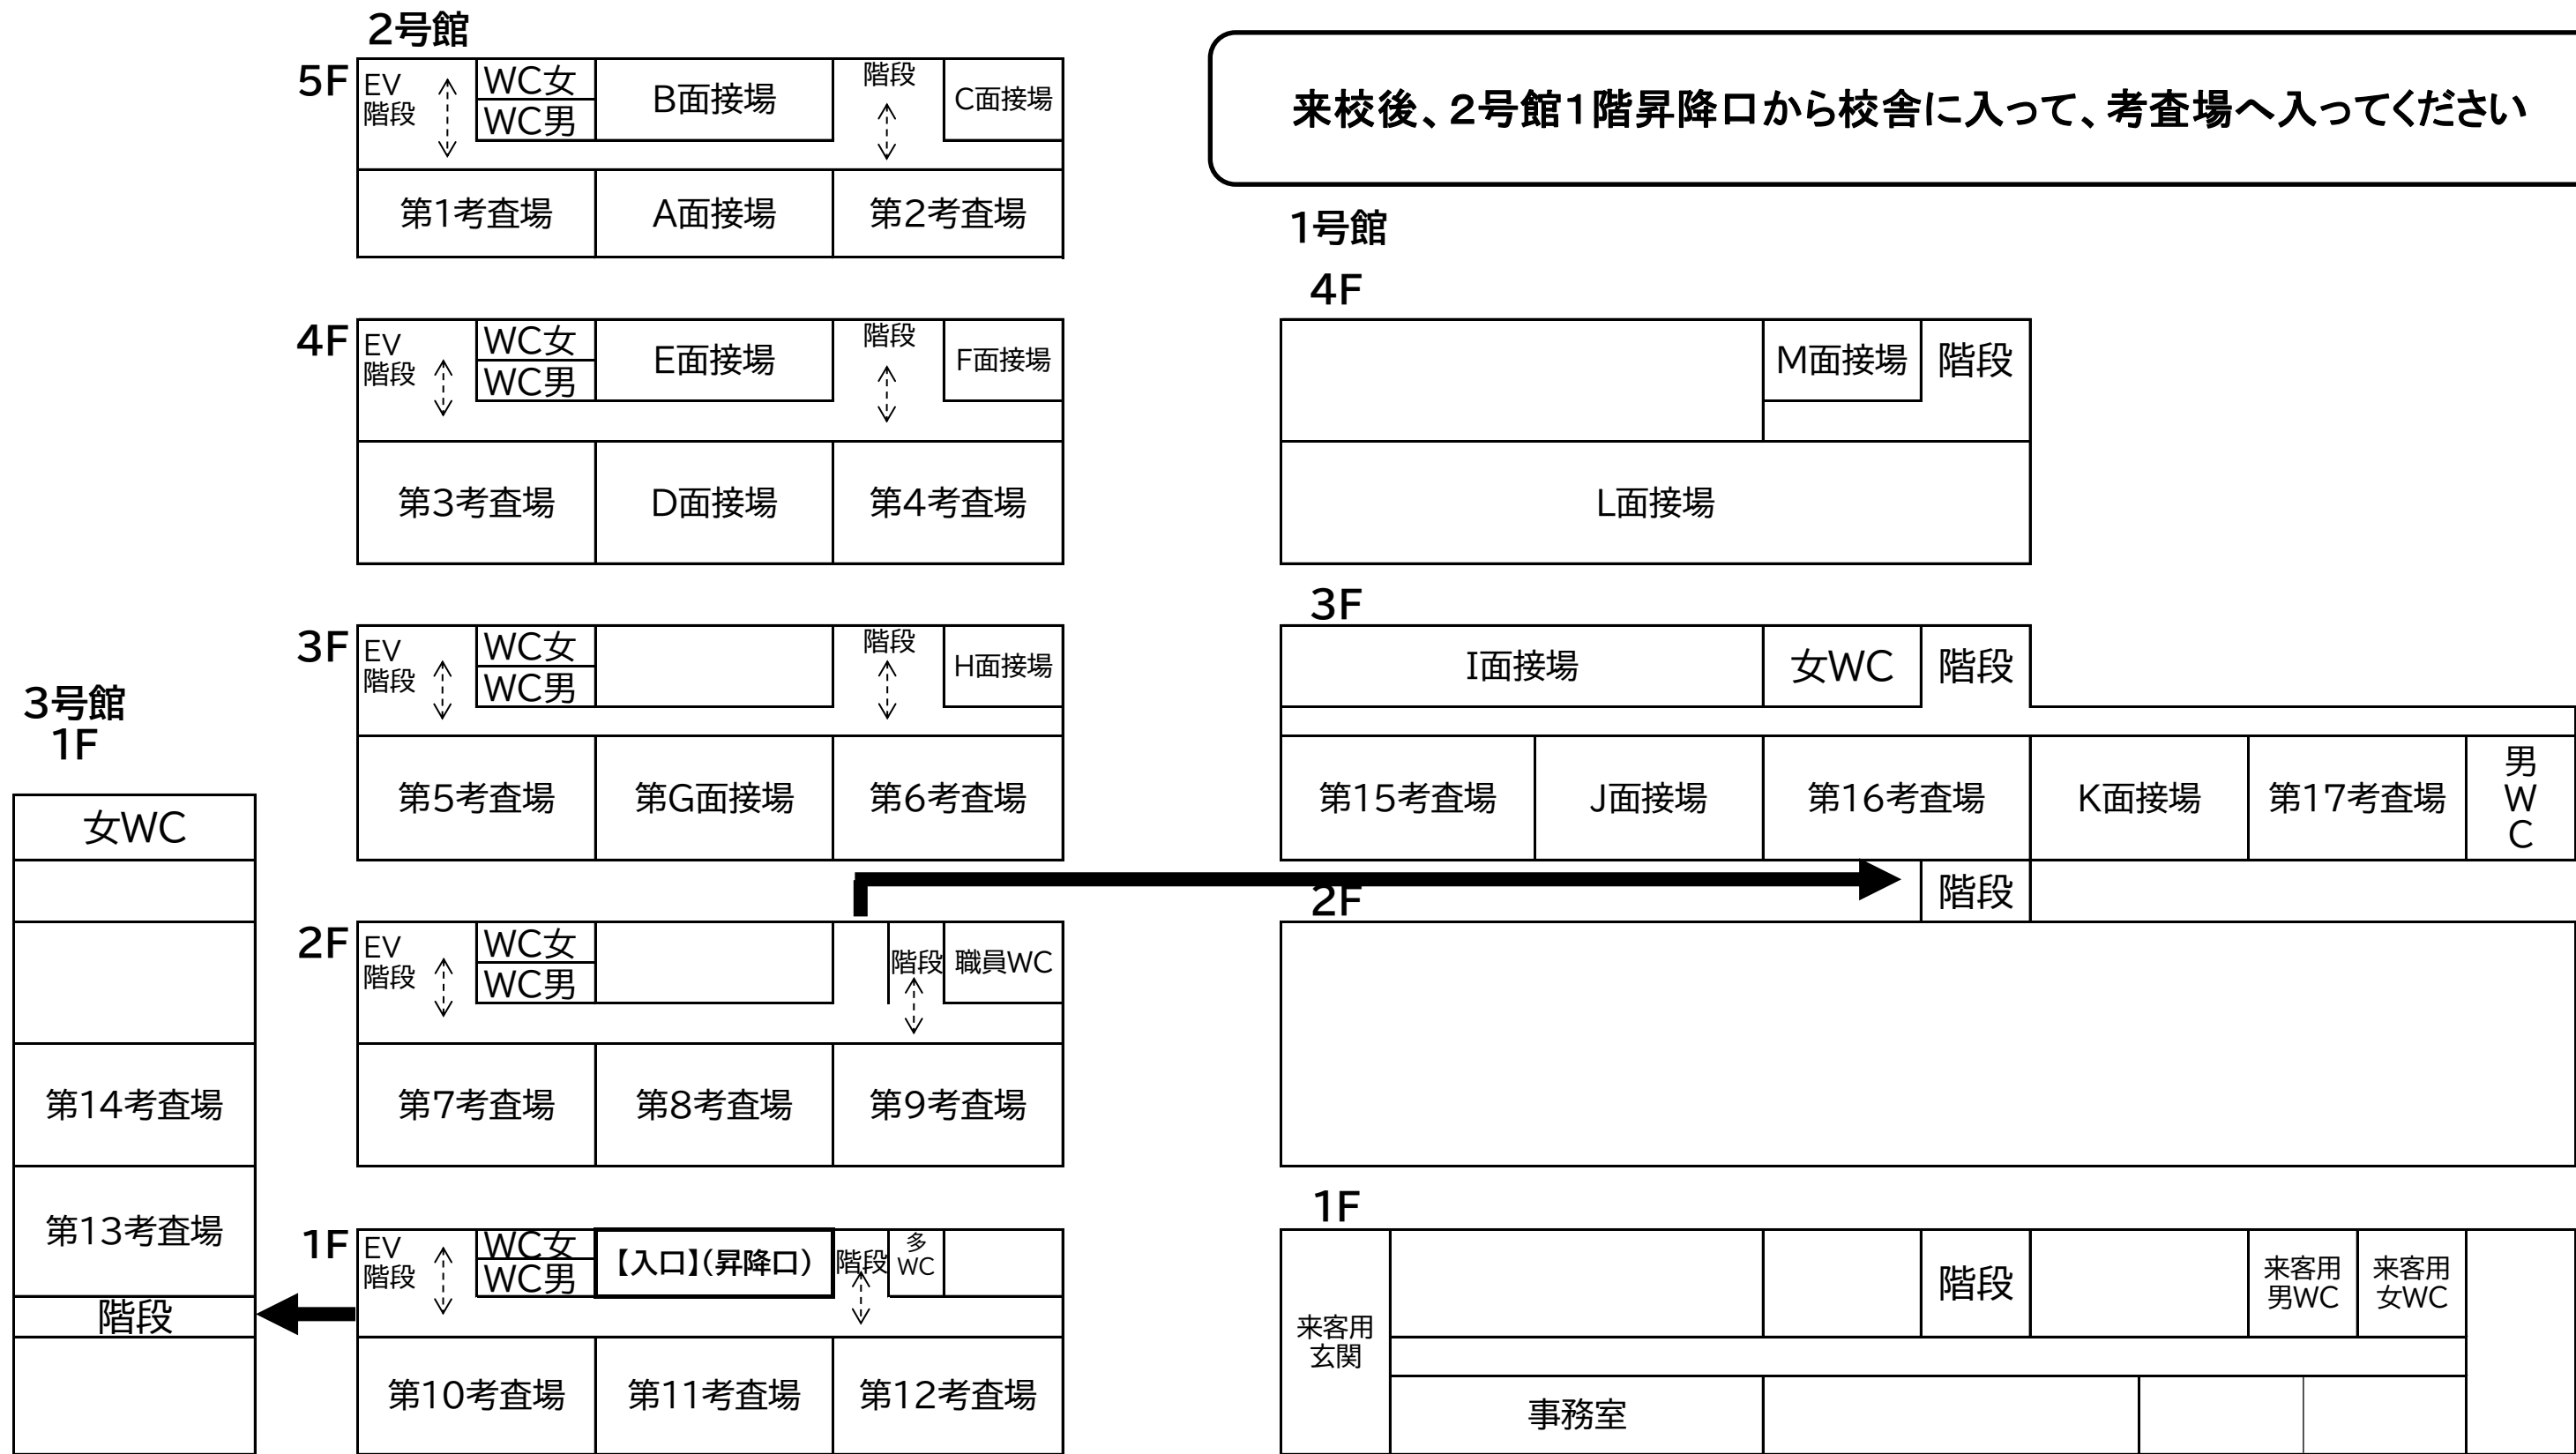 2号館
5F
EV
階段
WC女
WC男
B面接場
階段
C面接場
第1考査場
A面接場
第2考査場
来校後、2号館1階昇降口から校舎に入って、考査場へ入ってください
4F
EV
階段
WC女
WC男
E面接場
階段
F面接場
第3考査場
D面接場
第4考査場
3F
EV
階段
WC女
WC男
階段
H面接場
第5考査場
第G面接場
第6考査場
2F
EV
階段
WC女
WC男
階段
職員WC
第7考査場
第8考査場
第9考査場
1F
EV
階段
WC女
WC男
【入口】(昇降口)
階段
多
WC
第10考査場
第11考査場
第12考査場
3号館
1F
女WC
第14考査場
第13考査場
階段
1号館
4F
M面接場
階段
L面接場
3F
I面接場
女WC
階段
第15考査場
J面接場
第16考査場
K面接場
第17考査場
男
W
C
2F
階段
1F
来客用
玄関
階段
来客用
男WC
来客用
女WC
事務室